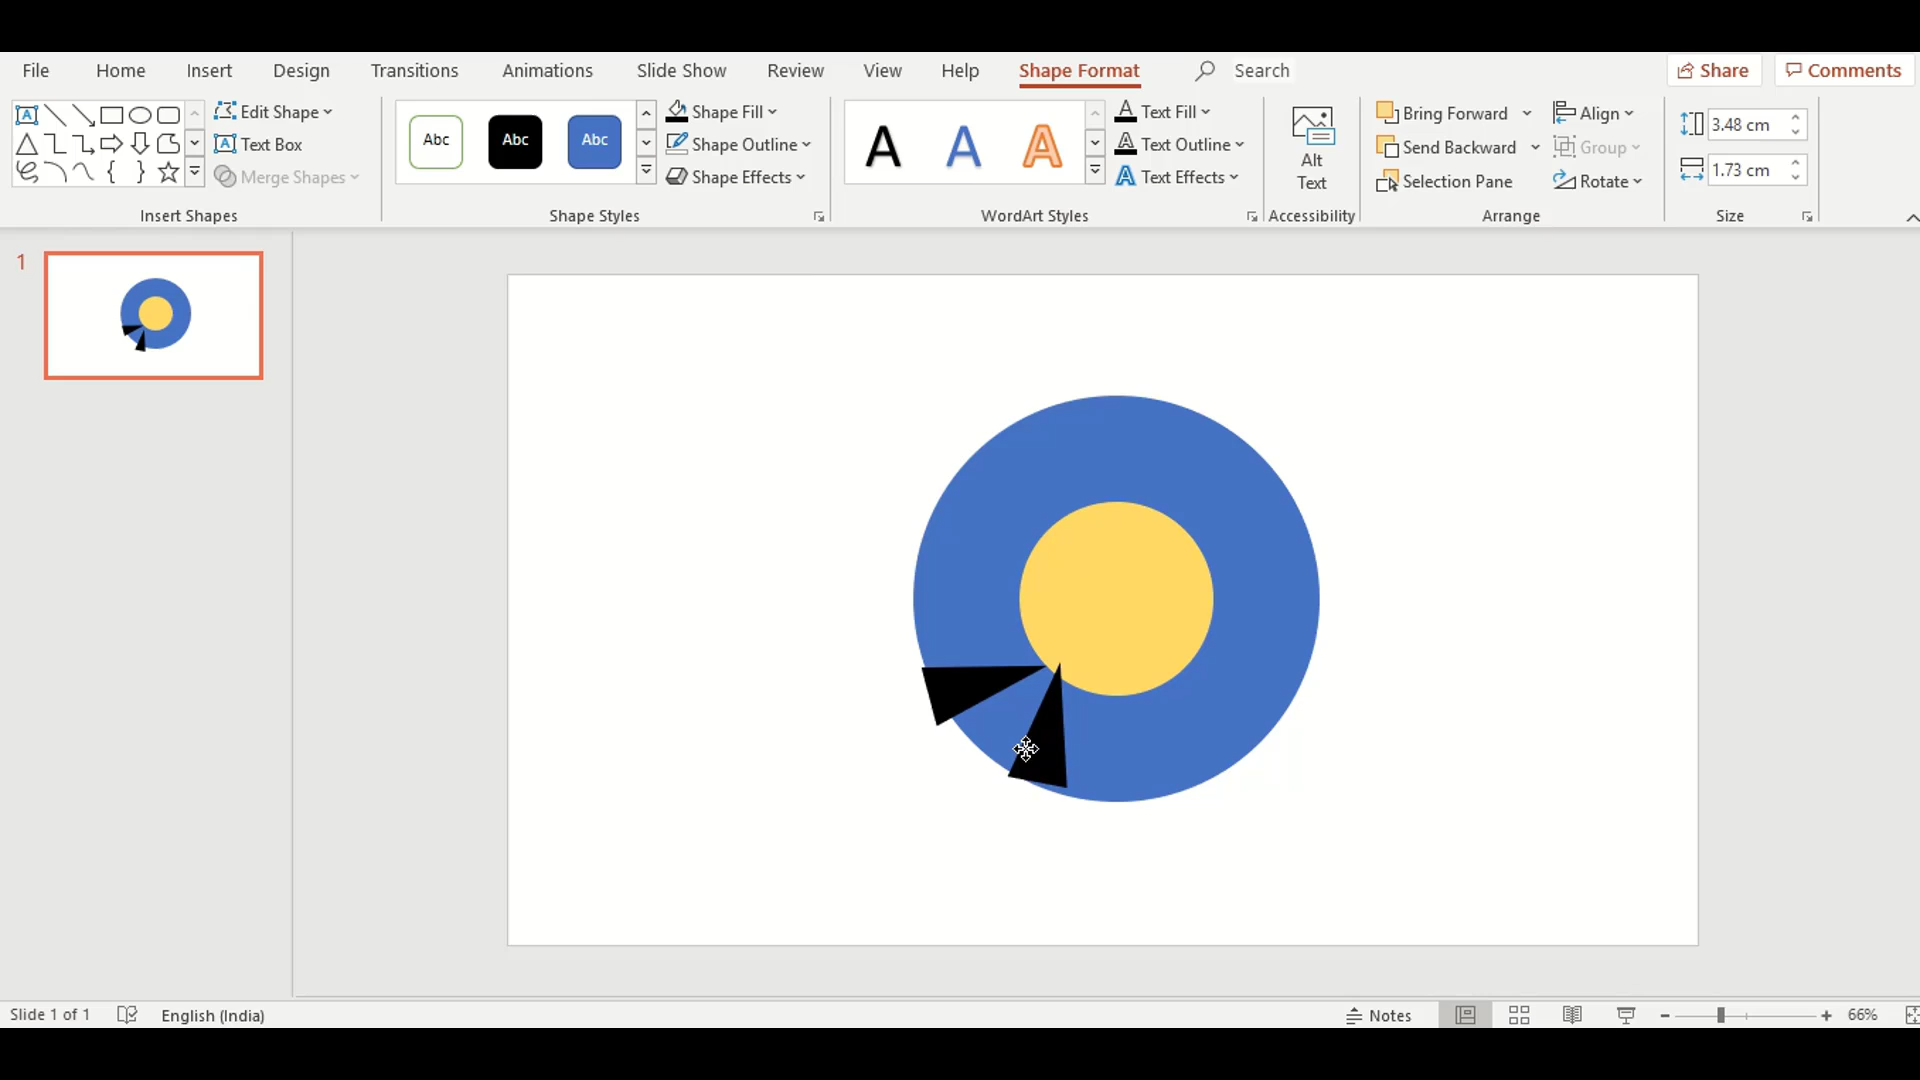 File Home Insert Design Transitions Animations Slide Show Review View Help Shape Format Search Share Comments
Edit Shape
Text Box
Merge Shapes
Insert Shapes
Abc Abc Abc
Shape Fill
Shape Outline
Shape Effects
Shape Styles
A A A
Text Fill
Text Outline
Text Effects
WordArt Styles
Alt
Text
Accessibility
Bring Forward
Send Backward
Selection Pane
Align
Group
Rotate
Arrange
3.48 cm
1.73 cm
Size
1
Slide 1 of 1 English (India) Notes 66%